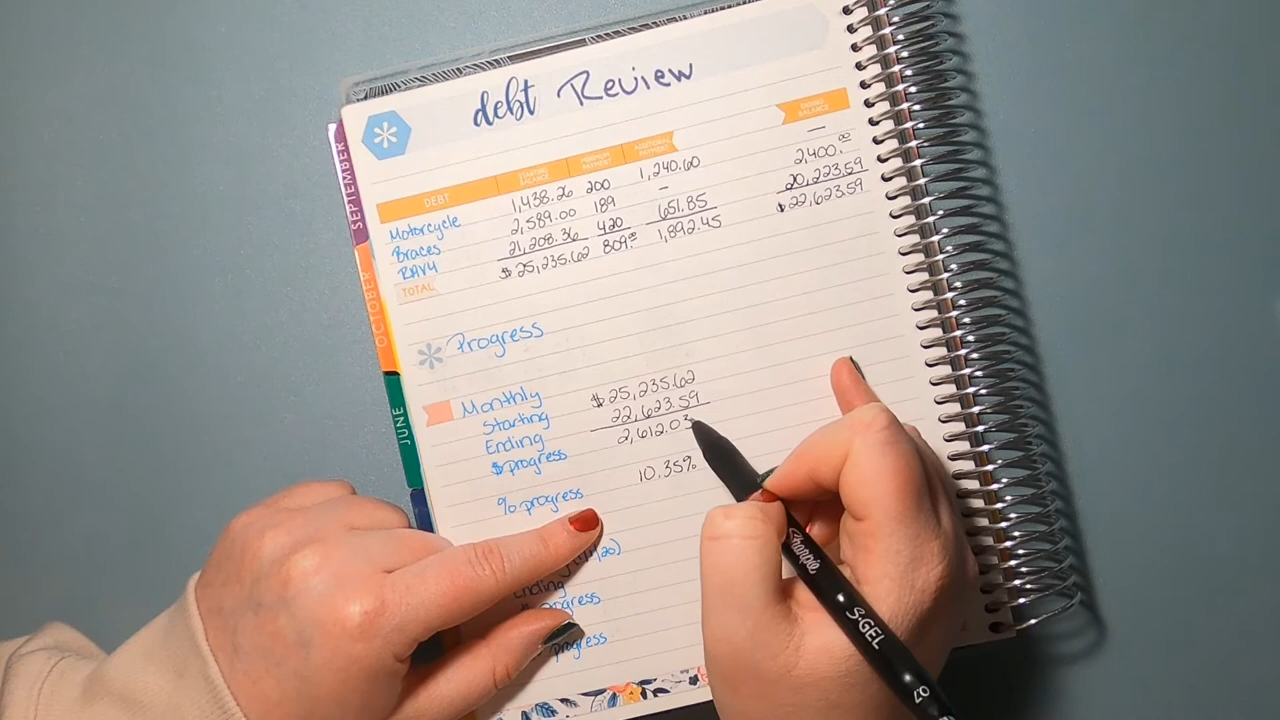 debt Review
DEBT STARTING BALANCE MINIMUM PAYMENT ADDITIONAL PAYMENT ENDING BALANCE
Motorcycle 1,438.26 200 1,240.60 —
Braces 2,589.00 189 — 2,400.00
RAV4 21,208.36 420 651.85 20,223.59
TOTAL $25,235.62 809.00 1,892.45 $22,623.59
Progress
Monthly
Starting $25,235.62
Ending 22,623.59
$progress 2,612.03
% progress 10.35%
Ending
progress
progress
SEPTEMBER
OCTOBER
JUNE
Sharpie S·GEL 07